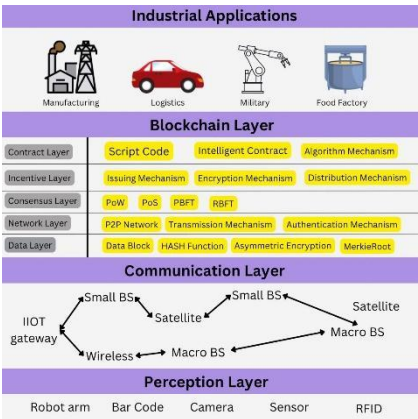 Industrial Applications
Manufacturing Logistics Military Food Factory
Blockchain Layer
Contract Layer Script Code Intelligent Contract Algorithm Mechanism
Incentive Layer Issuing Mechanism Encryption Mechanism Distribution Mechanism
Consensus Layer PoW PoS PBFT RBFT
Network Layer P2P Network Transmission Mechanism Authentication Mechanism
Data Layer Data Block HASH Function Asymmetric Encryption MerkieRoot
Communication Layer
Small BS Small BS
Satellite
IIOT
gateway
Satellite
Macro BS
Wireless Macro BS
Perception Layer
Robot arm Bar Code Camera Sensor RFID